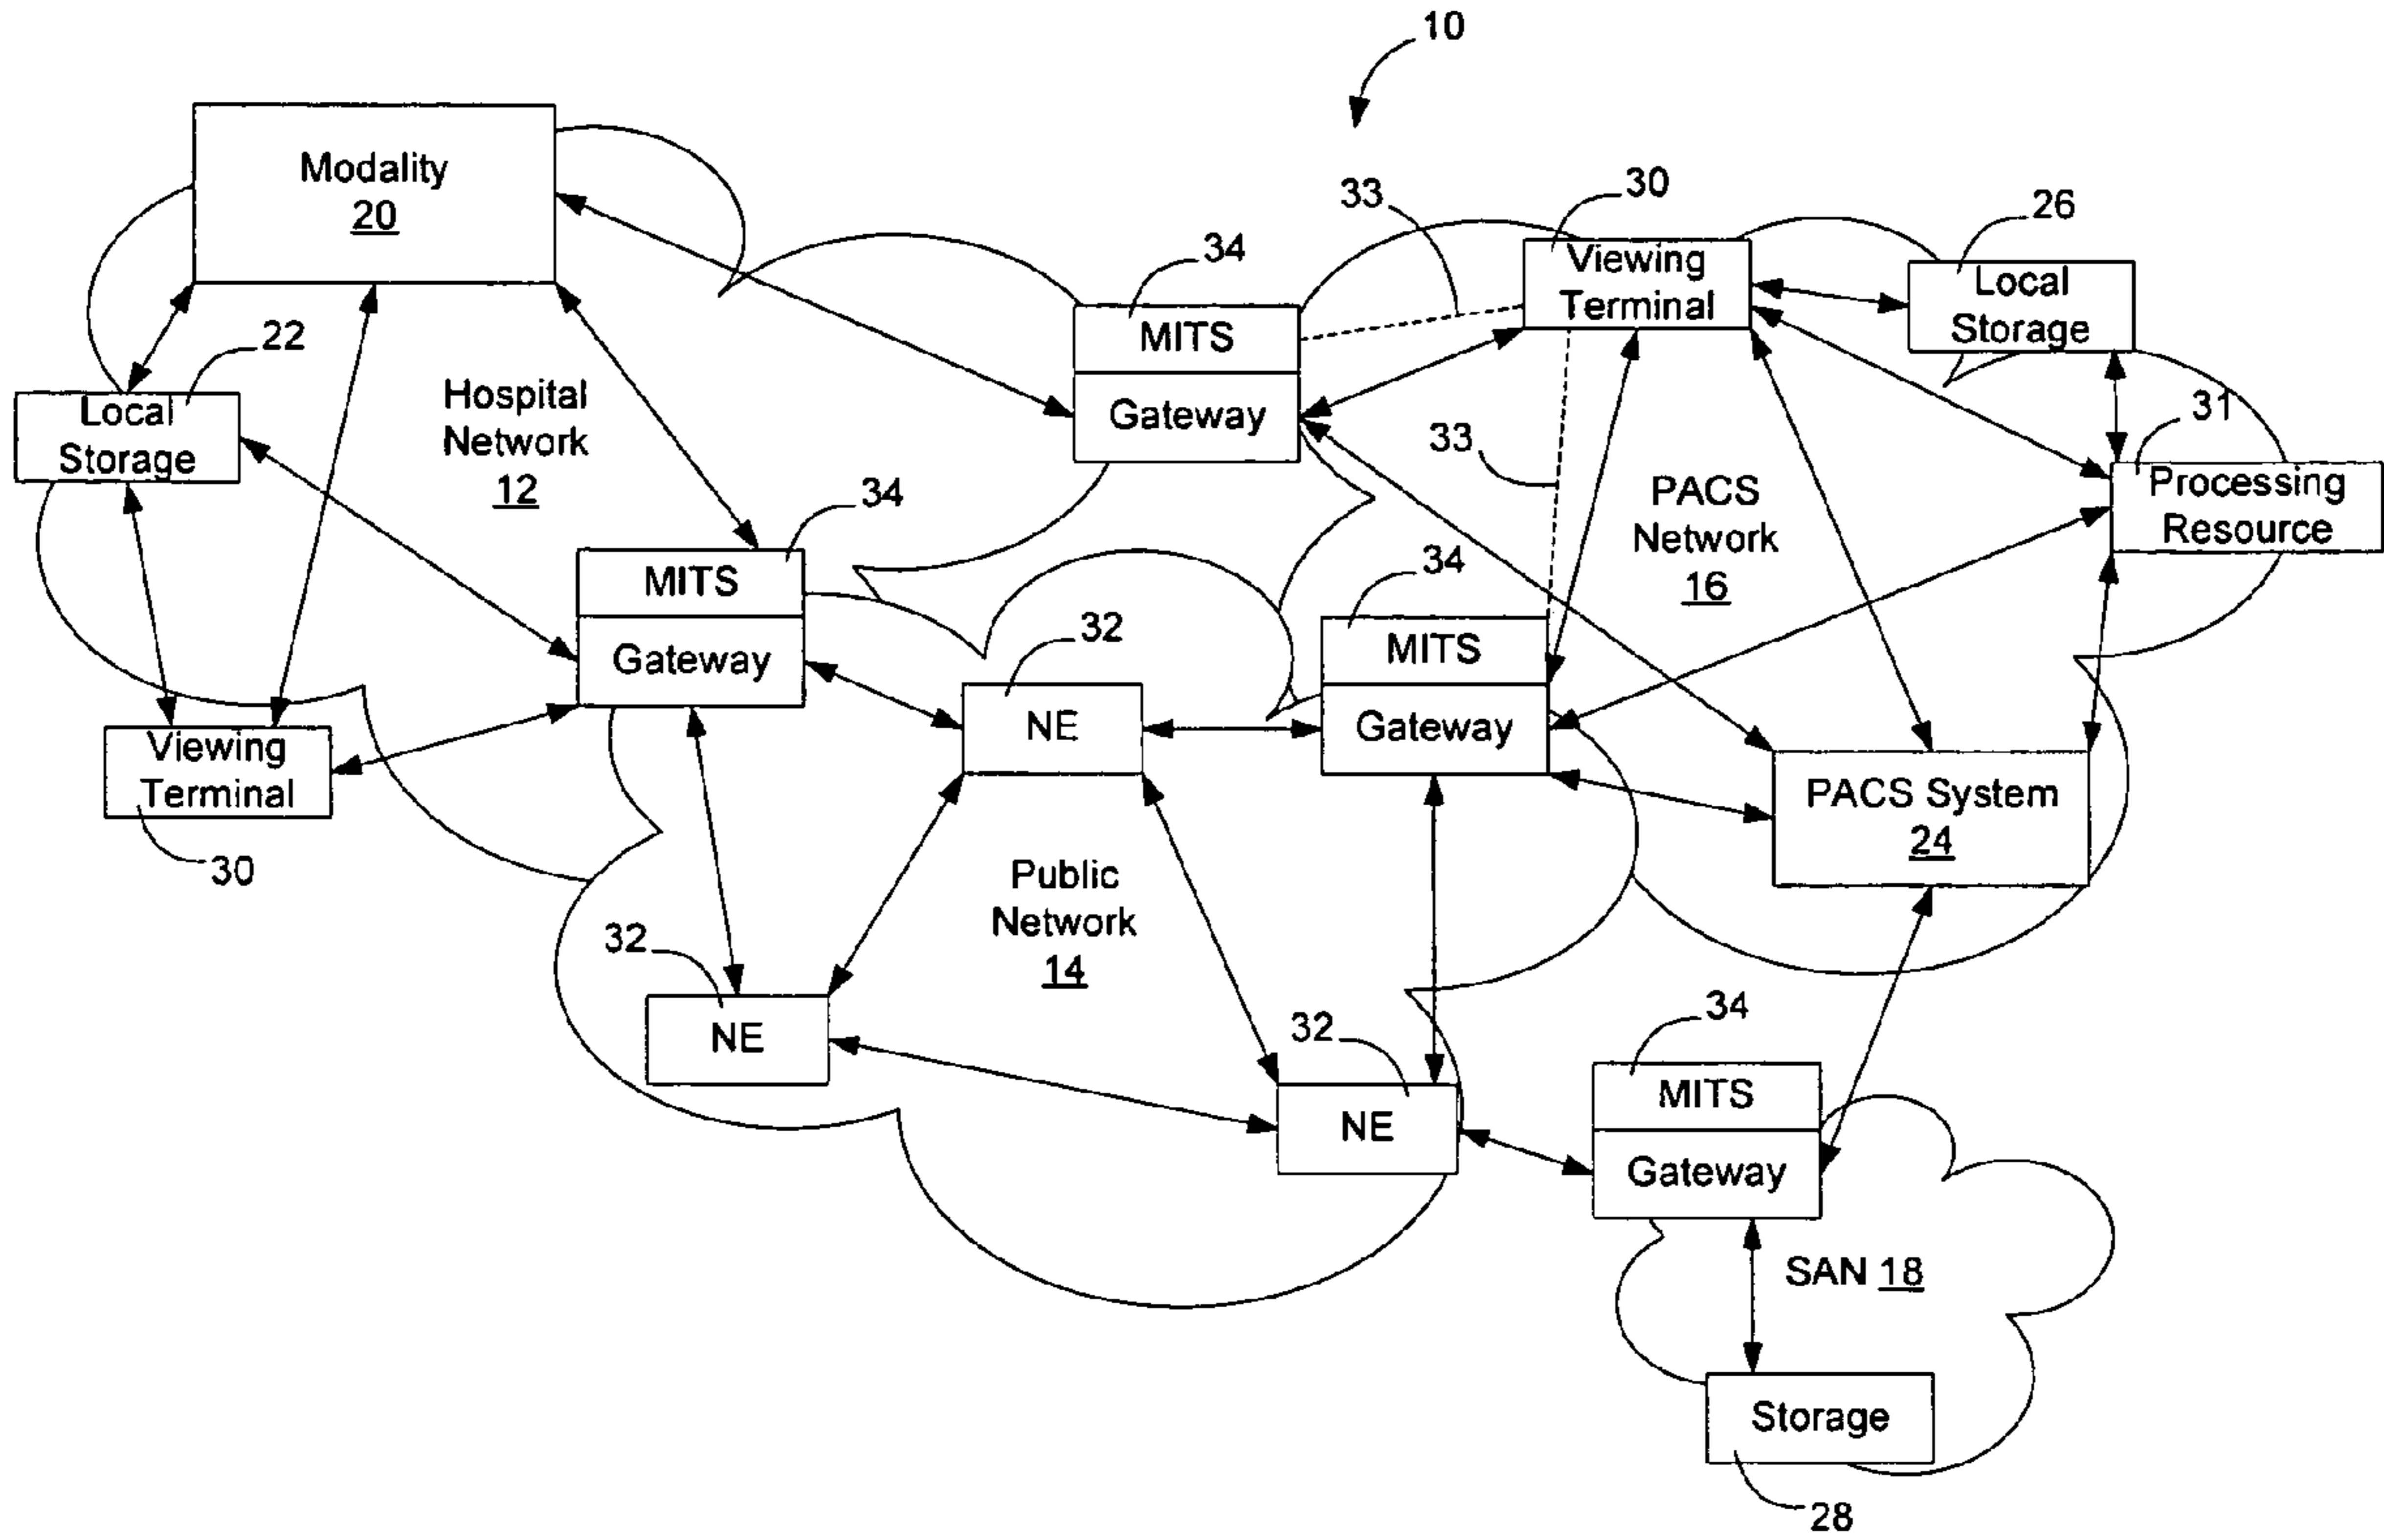 10
Modality
20
33
30
26
34
Viewing
Terminal
Local
Storage
MITS
Gateway
22
Local
Storage
Hospital
Network
12
33
31
Processing
Resource
PACS
Network
16
34
MITS
Gateway
34
MITS
Gateway
32
NE
Viewing
Terminal
30
PACS System
24
Public
Network
14
32
NE
32
NE
34
MITS
Gateway
SAN 18
Storage
28